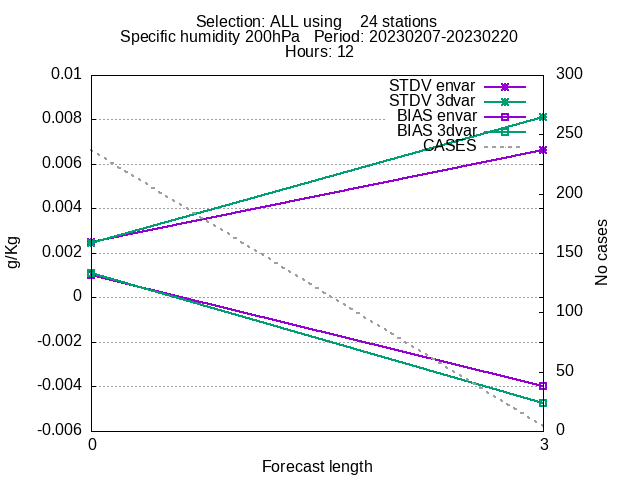 Selection: ALL using    24 stations
Specific humidity 200hPa   Period: 20230207-20230220
Hours: 12
0.01
0.008
0.006
0.004
0.002
0
-0.002
-0.004
-0.006
g/Kg
STDV envar
STDV 3dvar
BIAS envar
BIAS 3dvar
CASES
300
250
200
150
100
50
0
No cases
0
3
Forecast length